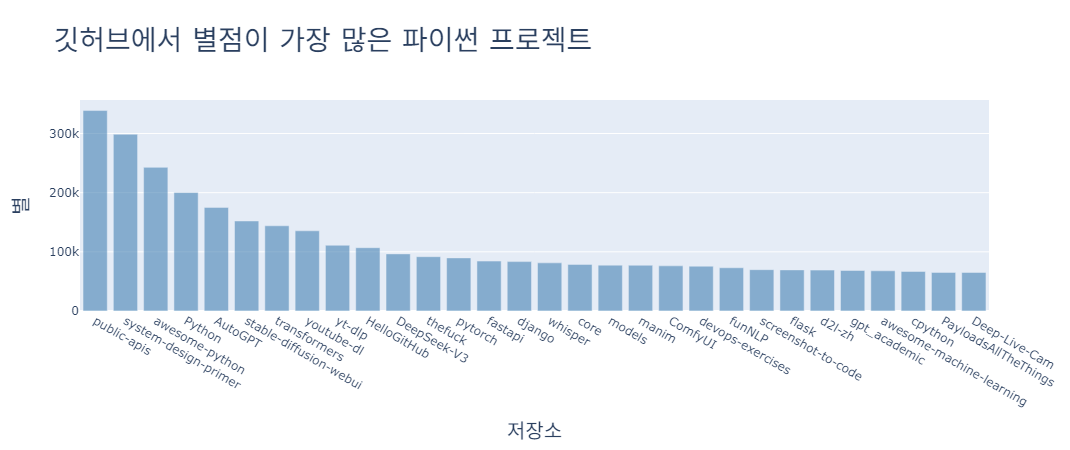 깃허브에서 별점이 가장 많은 파이썬 프로젝트
별
300k
200k
100k
0
public-apis
system-design-primer
awesome-python
Python
AutoGPT
stable-diffusion-webui
transformers
youtube-dl
yt-dlp
HelloGitHub
DeepSeek-V3
thefuck
pytorch
fastapi
django
whisper
core
models
manim
ComfyUI
devops-exercises
funNLP
screenshot-to-code
flask
d2l-zh
gpt_academic
awesome-machine-learning
cpython
PayloadsAllTheThings
Deep-Live-Cam
저장소